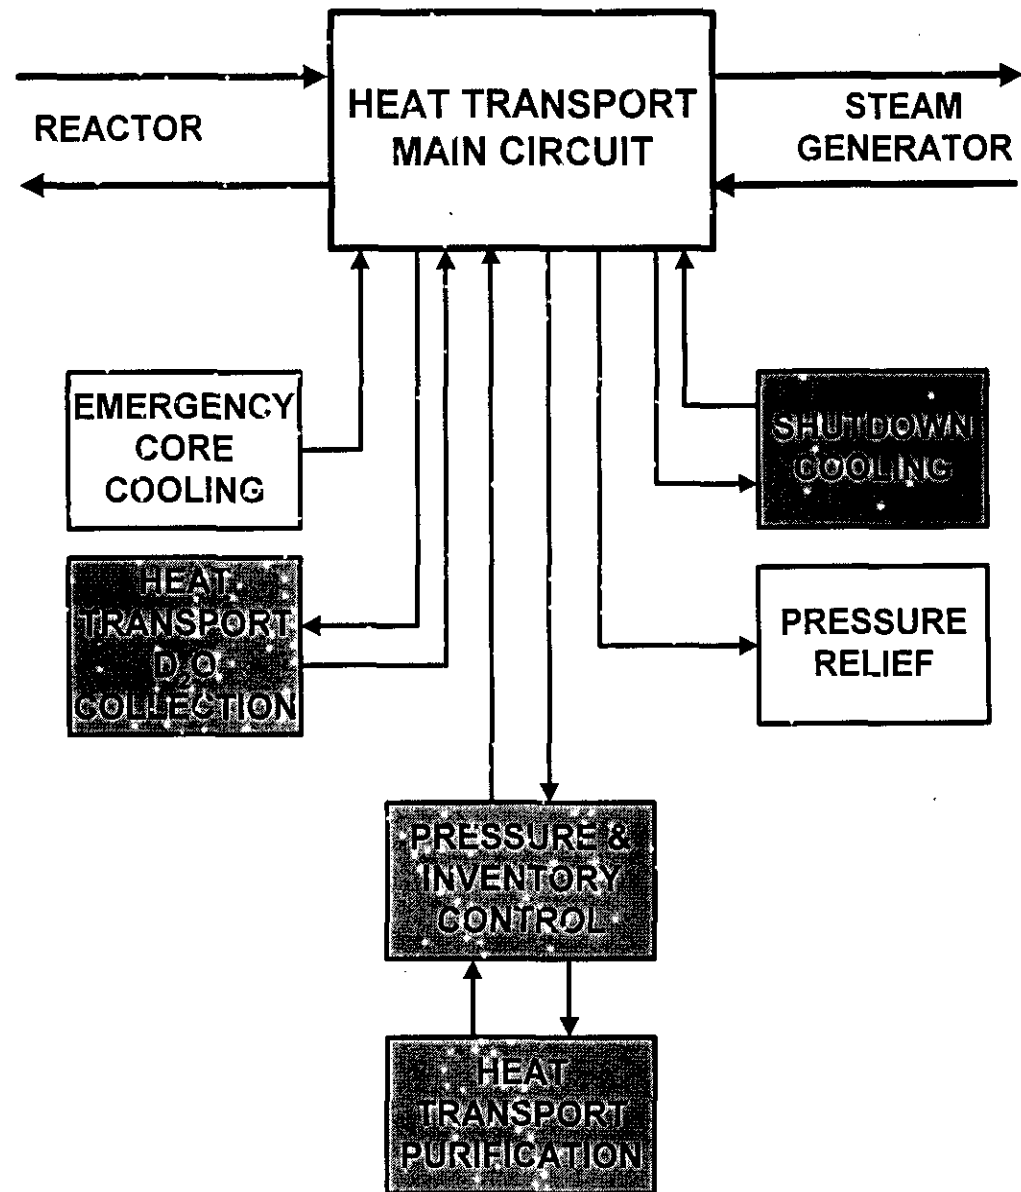 HEAT TRANSPORT
MAIN CIRCUIT
REACTOR
STEAM
GENERATOR
EMERGENCY
CORE
COOLING
SHUTDOWN
COOLING
HEAT
TRANSPORT
D₂O
COLLECTION
PRESSURE
RELIEF
PRESSURE &
INVENTORY
CONTROL
HEAT
TRANSPORT
PURIFICATION